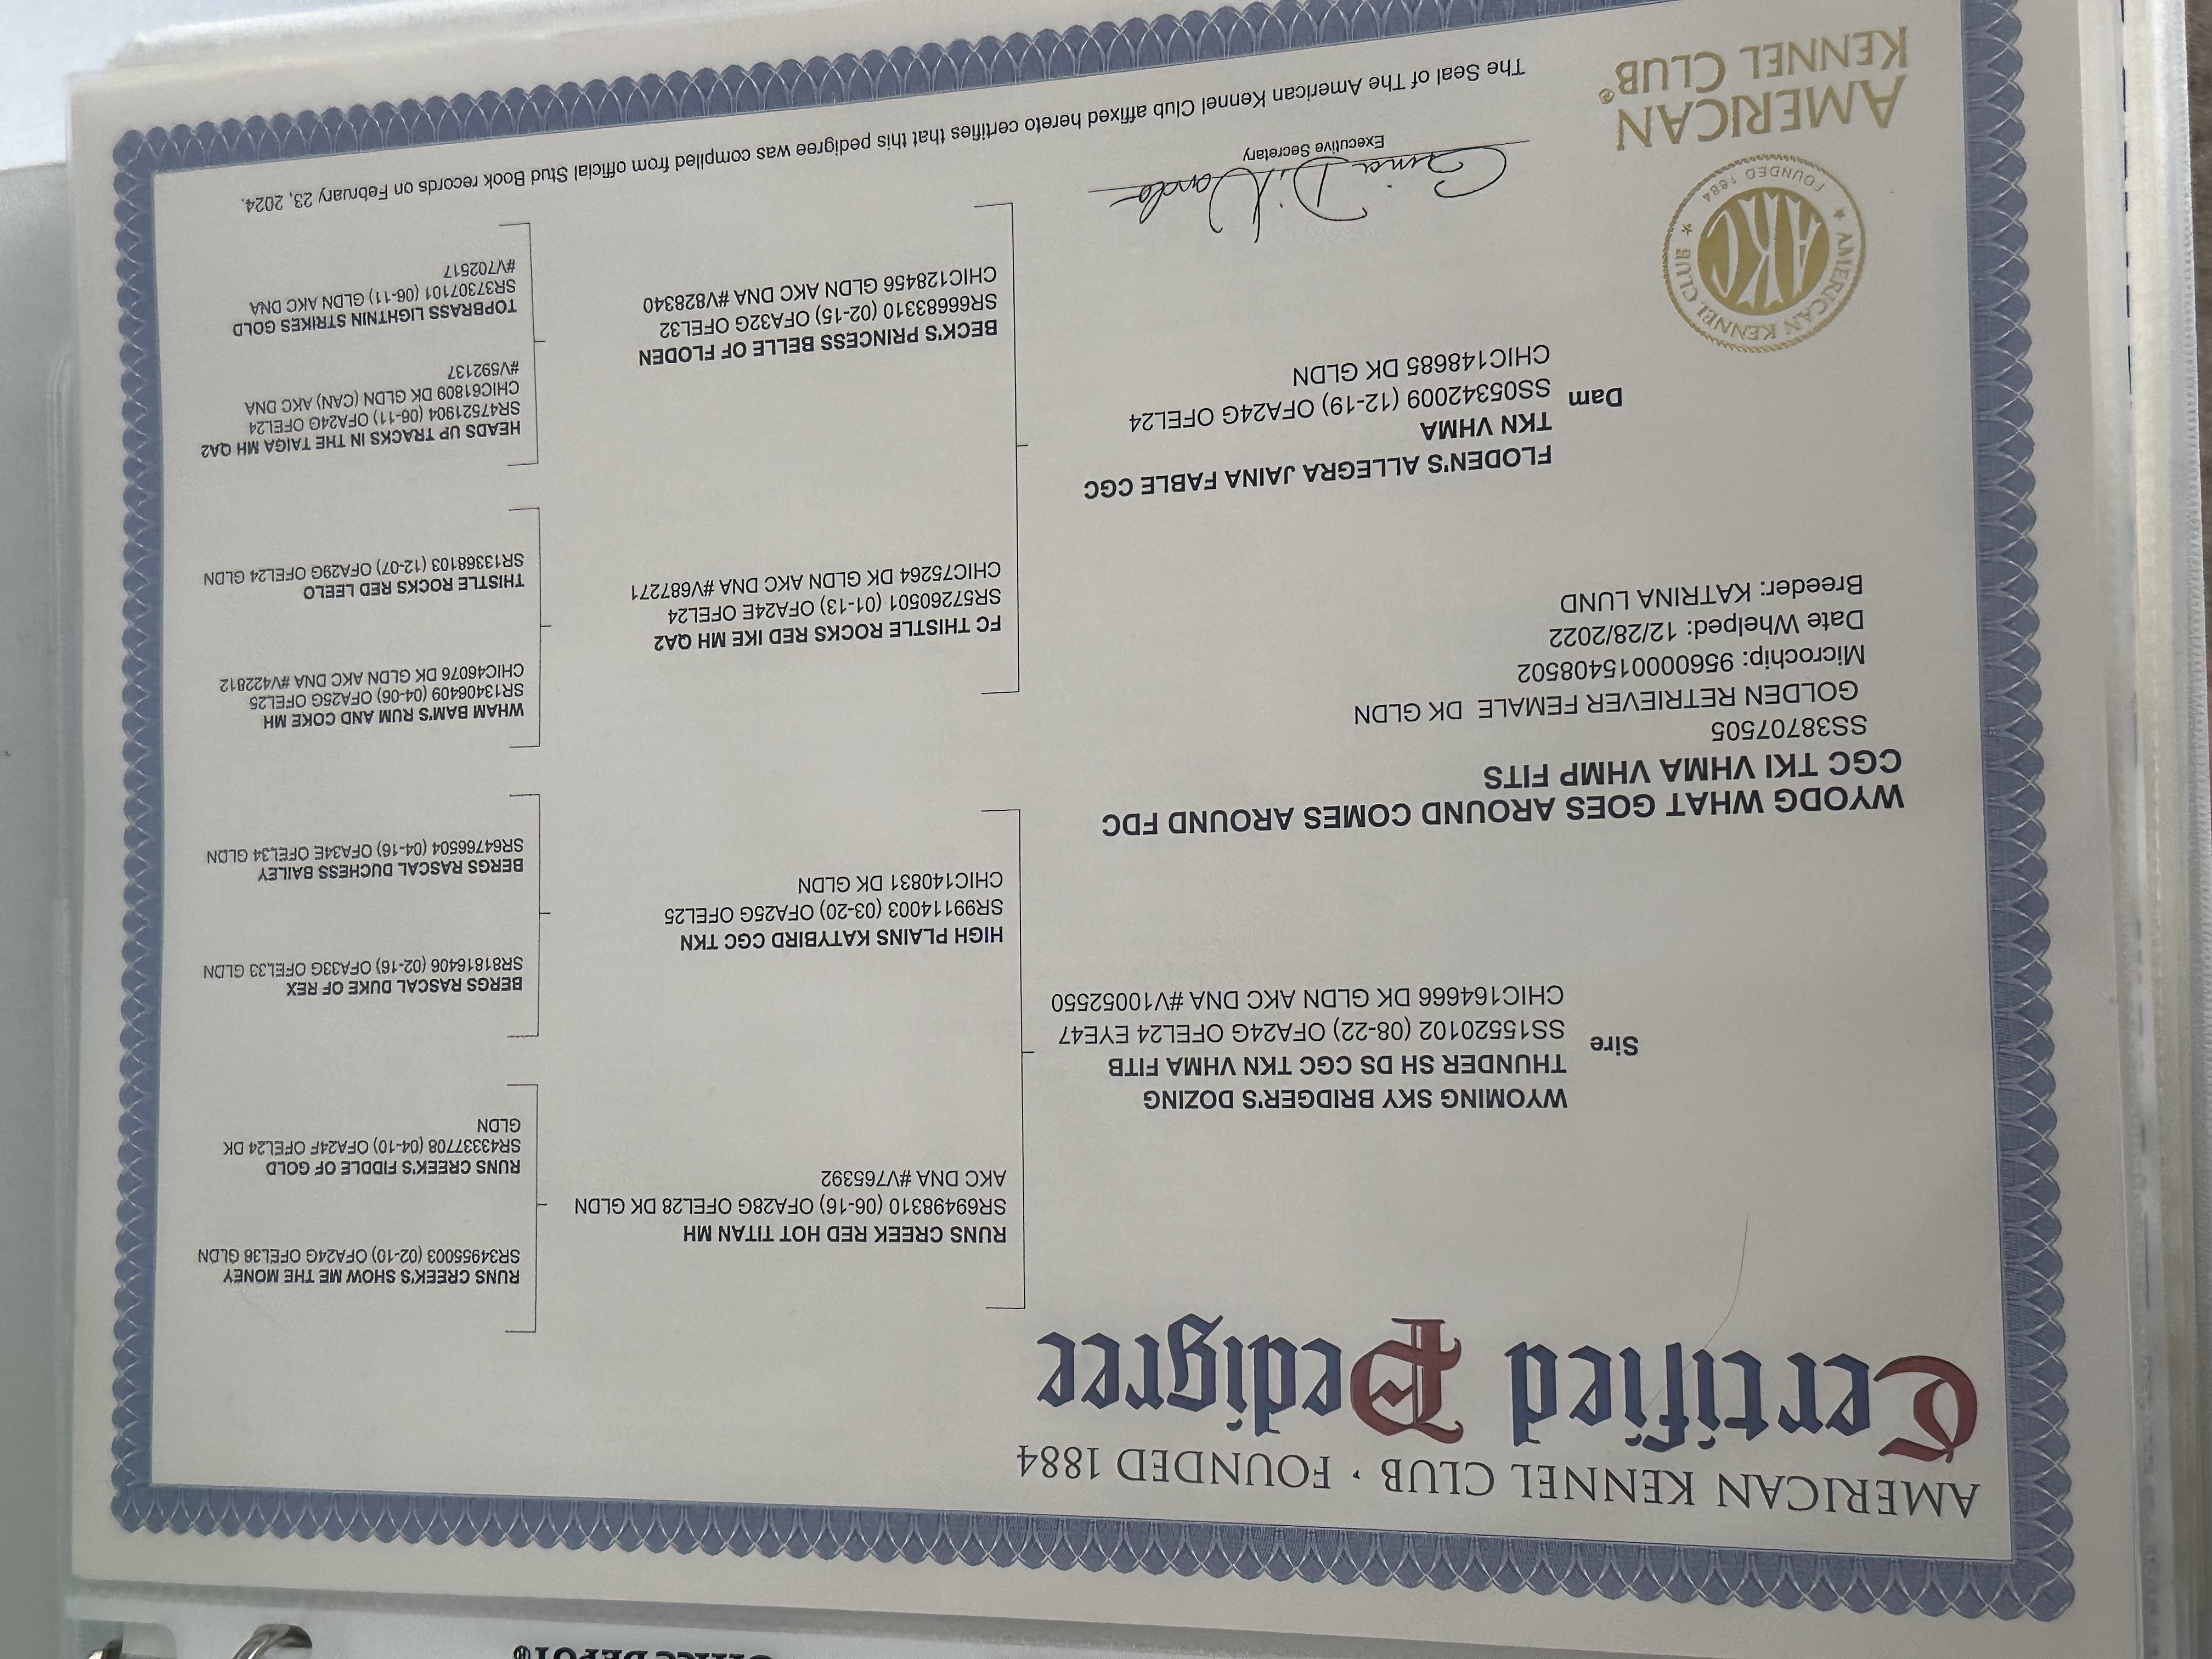 AMERICAN KENNEL CLUB · FOUNDED 1884
Certified Pedigree
WYODG WHAT GOES AROUND COMES AROUND FDC
CGC TKI VHMA VHMP FITS
SS38707505
GOLDEN RETRIEVER FEMALE DK GLDN
Microchip: 956000015408502
Date Whelped: 12/28/2022
Breeder: KATRINA LUND
Sire
WYOMING SKY BRIDGER'S DOZING
THUNDER SH DS CGC TKN VHMA FITB
SS15520102 (08-22) OFA24G OFEL24 EYE47
CHIC164666 DK GLDN AKC DNA #V10052550
Dam
FLODEN'S ALLEGRA JAINA FABLE CGC
TKN VHMA
SS05342009 (12-19) OFA24G OFEL24
CHIC148685 DK GLDN
RUNS CREEK RED HOT TITAN MH
SR69498310 (06-16) OFA28G OFEL28 DK GLDN
AKC DNA #V765392
HIGH PLAINS KATYBIRD CGC TKN
SR99114003 (03-20) OFA25G OFEL25
CHIC140831 DK GLDN
FC THISTLE ROCKS RED IKE MH QA2
SR57260501 (01-13) OFA24E OFEL24
CHIC75264 DK GLDN AKC DNA #V687271
BECK'S PRINCESS BELLE OF FLODEN
SR66683310 (02-15) OFA32G OFEL32
CHIC128456 GLDN AKC DNA #V828340
RUNS CREEK'S SHOW ME THE MONEY
SR34955003 (02-10) OFA24G OFEL38 GLDN
RUNS CREEK'S FIDDLE OF GOLD
SR43337708 (04-10) OFA24F OFEL24 DK
GLDN
BERGS RASCAL DUKE OF REX
SR81816406 (02-16) OFA33G OFEL33 GLDN
BERGS RASCAL DUCHESS BAILEY
SR64766504 (04-16) OFA34E OFEL34 GLDN
WHAM BAM'S RUM AND COKE MH
SR13406409 (04-06) OFA25G OFEL25
CHIC46076 DK GLDN AKC DNA #V422812
THISTLE ROCKS RED LEELO
SR13368103 (12-07) OFA29G OFEL24 GLDN
HEADS UP TRACKS IN THE TAIGA MH QA2
SR47521904 (06-11) OFA24G OFEL24
CHIC61809 DK GLDN (CAN) AKC DNA
#V592137
TOPBRASS LIGHTNIN STRIKES GOLD
SR37307101 (06-11) GLDN AKC DNA
#V702517
AMERICAN KENNEL CLUB
AKC
FOUNDED 1884
AMERICAN
KENNEL CLUB®
Gina DiNardo
Executive Secretary
The Seal of The American Kennel Club affixed hereto certifies that this pedigree was compiled from official Stud Book records on February 23, 2024.